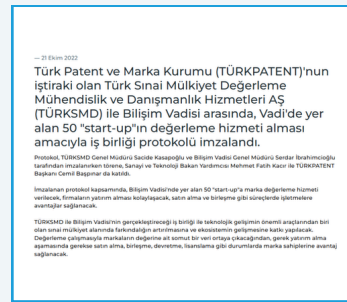 — 21 Ekim 2022
Türk Patent ve Marka Kurumu (TÜRKPATENT)'nun
iştiraki olan Türk Sınai Mülkiyet Değerleme
Mühendislik ve Danışmanlık Hizmetleri AŞ
(TÜRKSMD) ile Bilişim Vadisi arasında, Vadi'de yer
alan 50 "start-up"ın değerleme hizmeti alması
amacıyla iş birliği protokolü imzalandı.
Protokol, TÜRKSMD Genel Müdürü Sacide Kasapoğlu ve Bilişim Vadisi Genel Müdürü Serdar İbrahimcioğlu
tarafından imzalanırken törene, Sanayi ve Teknoloji Bakan Yardımcısı Mehmet Fatih Kacır ile TÜRKPATENT
Başkanı Cemil Başpınar da katıldı.
İmzalanan protokol kapsamında, Bilişim Vadisi'nde yer alan 50 "start-up"a marka değerleme hizmeti
verilecek, firmaların yatırım alması kolaylaşacak, satın alma ve birleşme gibi süreçlerde işletmelere
avantajlar sağlanacak.
TÜRKSMD ile Bilişim Vadisi'nin gerçekleştireceği iş birliği ile teknolojik gelişimin önemli araçlarından biri
olan sınai mülkiyet alanında farkındalığın artırılmasına ve ekosistemin gelişmesine katkı yapılacak.
Değerleme çalışmasıyla markaların değerine ait somut bir veri ortaya çıkacağından, gerek yatırım alma
aşamasında gerekse satın alma, birleşme, devretme, lisanslama gibi durumlarda marka sahiplerine avantaj
sağlanacak.